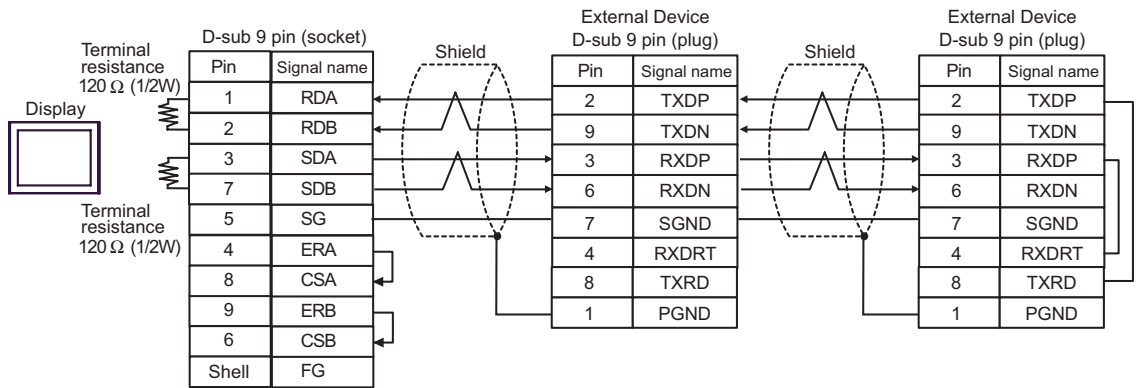 Display
Terminal
resistance
120 Ω (1/2W)
Terminal
resistance
120 Ω (1/2W)
D-sub 9 pin (socket)
Pin Signal name
1 RDA
2 RDB
3 SDA
7 SDB
5 SG
4 ERA
8 CSA
9 ERB
6 CSB
Shell FG
Shield
External Device
D-sub 9 pin (plug)
Pin Signal name
2 TXDP
9 TXDN
3 RXDP
6 RXDN
7 SGND
4 RXDRT
8 TXRD
1 PGND
Shield
External Device
D-sub 9 pin (plug)
Pin Signal name
2 TXDP
9 TXDN
3 RXDP
6 RXDN
7 SGND
4 RXDRT
8 TXRD
1 PGND